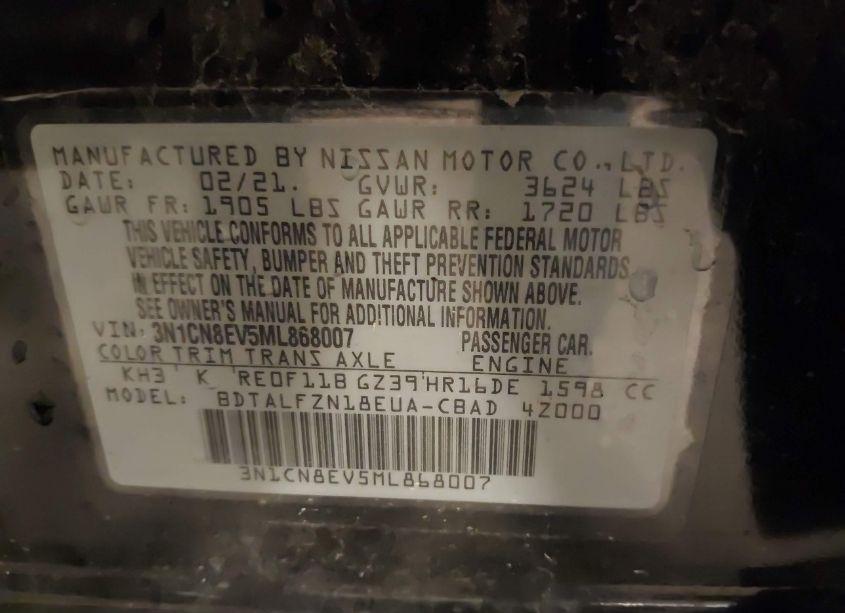 MANUFACTURED BY NISSAN MOTOR CO., LTD.
DATE: 02/21. GVWR: 3624 LBS
GAWR FR: 1905 LBS GAWR RR: 1720 LBS
THIS VEHICLE CONFORMS TO ALL APPLICABLE FEDERAL MOTOR
VEHICLE SAFETY, BUMPER AND THEFT PREVENTION STANDARDS
IN EFFECT ON THE DATE OF MANUFACTURE SHOWN ABOVE.
SEE OWNER'S MANUAL FOR ADDITIONAL INFORMATION.
VIN: 3N1CN8EV5ML868007 PASSENGER CAR.
COLOR TRIM TRANS AXLE ENGINE
KH3 K RE0F11B GZ39 HR16DE 1598 CC
MODEL: BDTALFZN18EUA-CBAD 4Z000
3N1CN8EV5ML868007